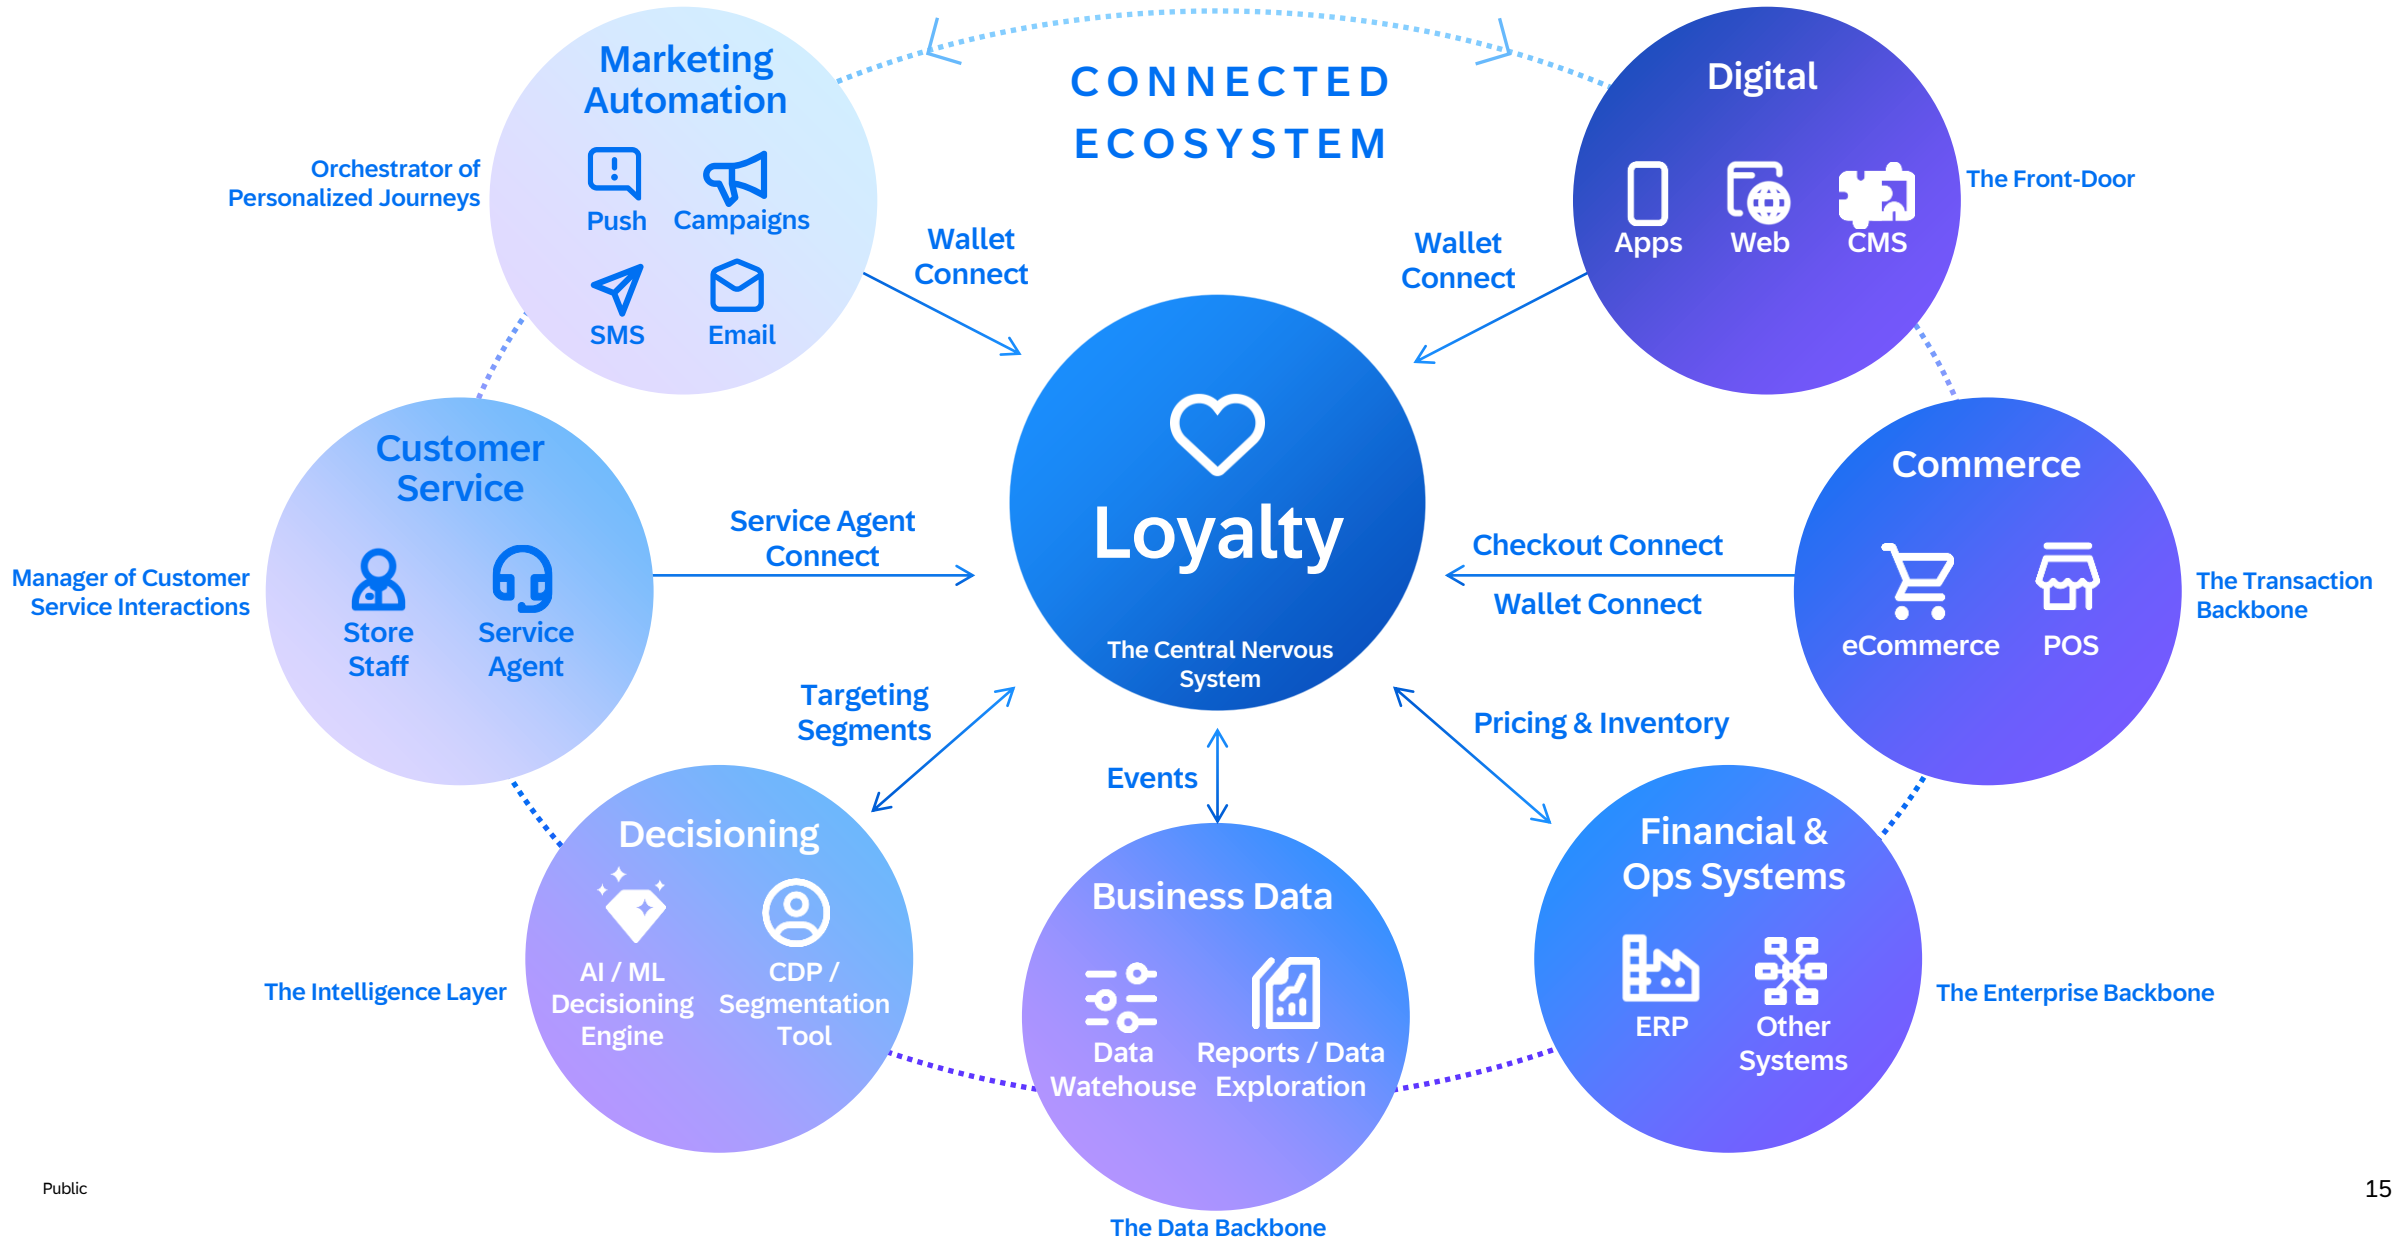 CONNECTED
ECOSYSTEM
Marketing
Automation
Push
Campaigns
SMS
Email
Orchestrator of
Personalized Journeys
Wallet
Connect
Digital
Apps
Web
CMS
The Front-Door
Wallet
Connect
Customer
Service
Store
Staff
Service
Agent
Manager of Customer
Service Interactions
Service Agent
Connect
Loyalty
The Central Nervous
System
Commerce
eCommerce
POS
The Transaction
Backbone
Checkout Connect
Wallet Connect
Targeting
Segments
Events
Pricing & Inventory
Decisioning
AI / ML
Decisioning
Engine
CDP /
Segmentation
Tool
The Intelligence Layer
Business Data
Data
Watehouse
Reports / Data
Exploration
The Data Backbone
Financial &
Ops Systems
ERP
Other
Systems
The Enterprise Backbone
Public
15